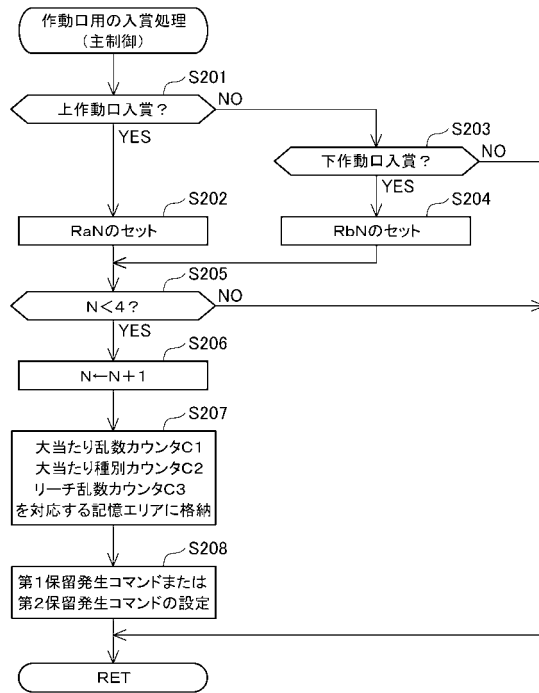 作動口用の入賞処理
(主制御)
S201
上作動口入賞？
NO
YES
S203
下作動口入賞？
NO
YES
S202
RaNのセット
S204
RbNのセット
S205
N＜4？
NO
YES
S206
N←N＋1
S207
大当たり乱数カウンタC1
大当たり種別カウンタC2
リーチ乱数カウンタC3
を対応する記憶エリアに格納
S208
第1保留発生コマンドまたは
第2保留発生コマンドの設定
RET